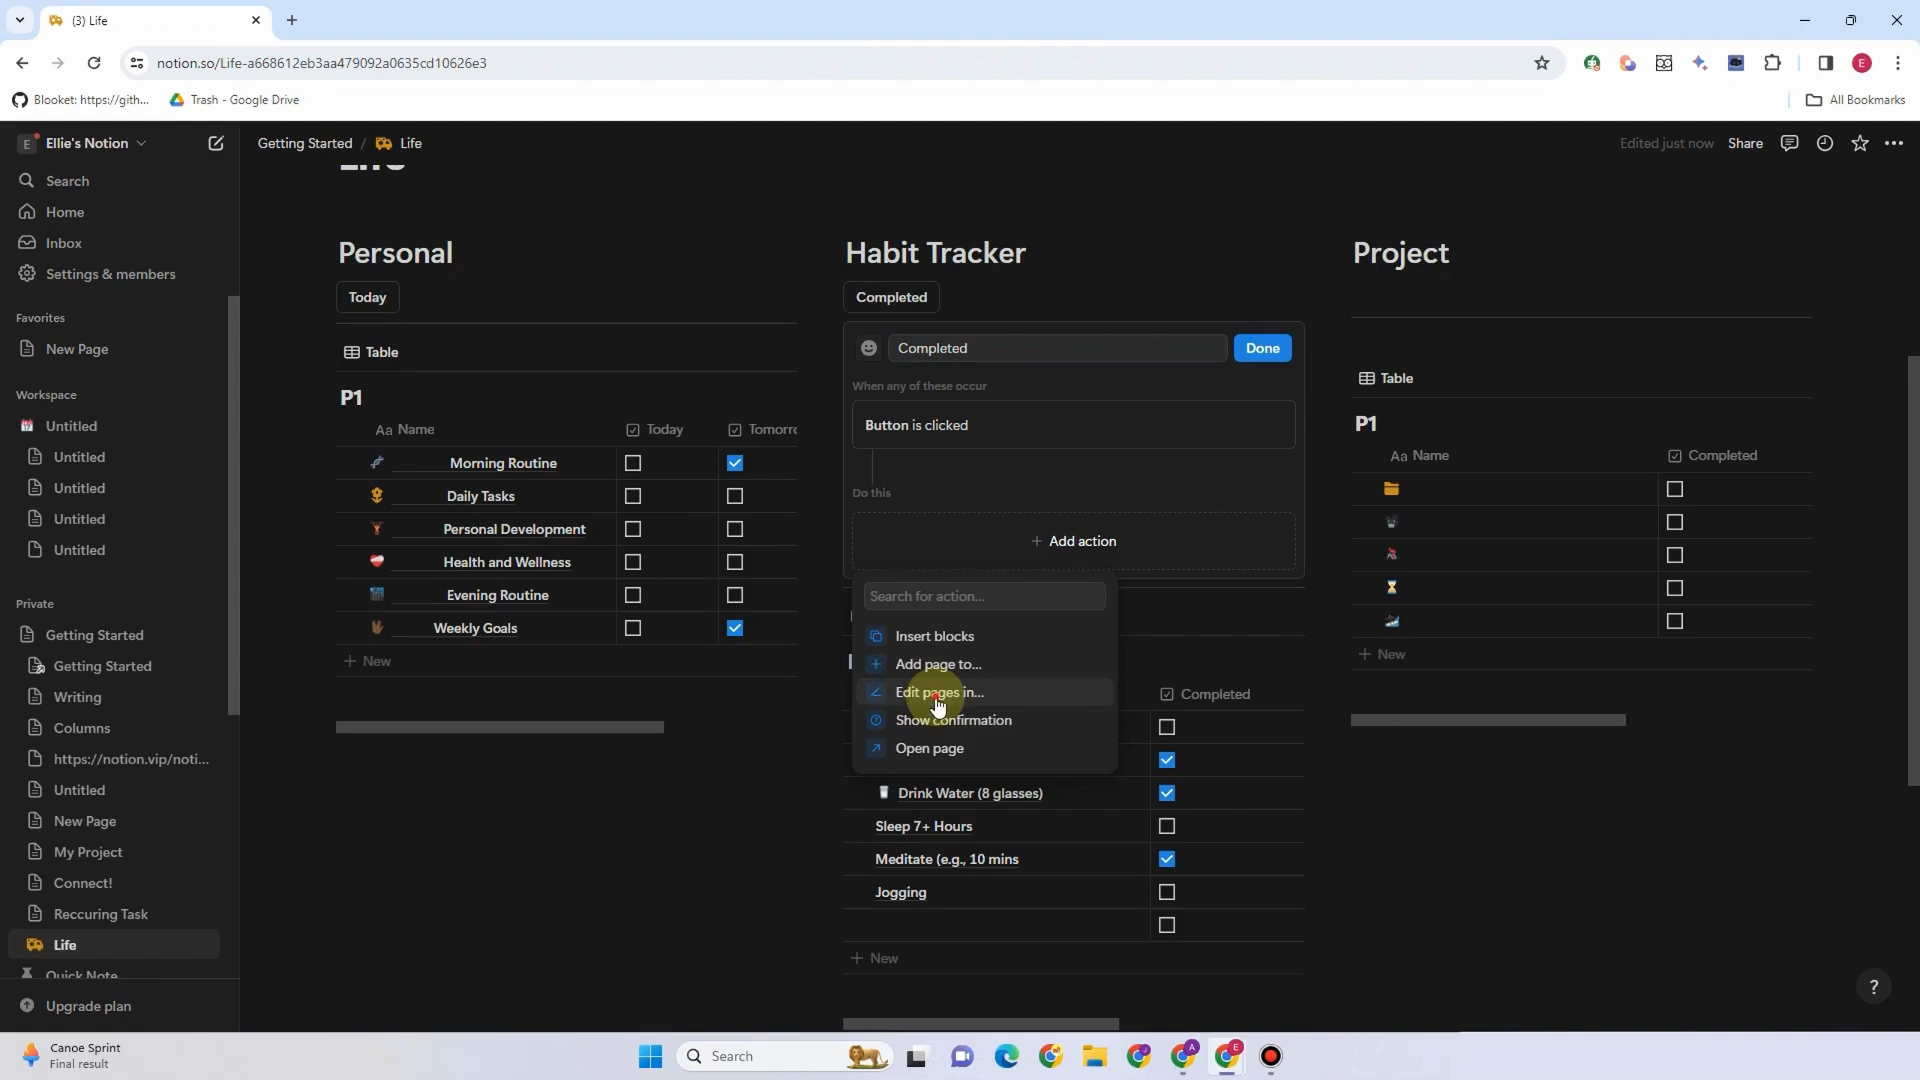 (3) Life
notion.so/Life-a668612eb3aa479092a0635cd10626e3
Blooket: https://gith...
Trash - Google Drive
All Bookmarks
E Ellie's Notion
Getting Started / Life
Edited just now
Share
Search
Home
Inbox
Settings & members
Favorites
New Page
Workspace
Untitled
Untitled
Untitled
Untitled
Untitled
Private
Getting Started
Getting Started
Writing
Columns
https://notion.vip/noti...
Untitled
New Page
My Project
Connect!
Reccuring Task
Life
Quick Note
Upgrade plan
Personal
Today
Table
P1
Aa Name
Today
Tomorro
Morning Routine
Daily Tasks
Personal Development
Health and Wellness
Evening Routine
Weekly Goals
+ New
Habit Tracker
Completed
Completed
Done
When any of these occur
Button is clicked
Do this
+ Add action
Search for action...
Insert blocks
Add page to...
Edit pages in...
Show confirmation
Open page
Completed
Drink Water (8 glasses)
Sleep 7+ Hours
Meditate (e.g., 10 mins
Jogging
+ New
Project
Table
P1
Aa Name
Completed
+ New
?
Canoe Sprint
Final result
Search